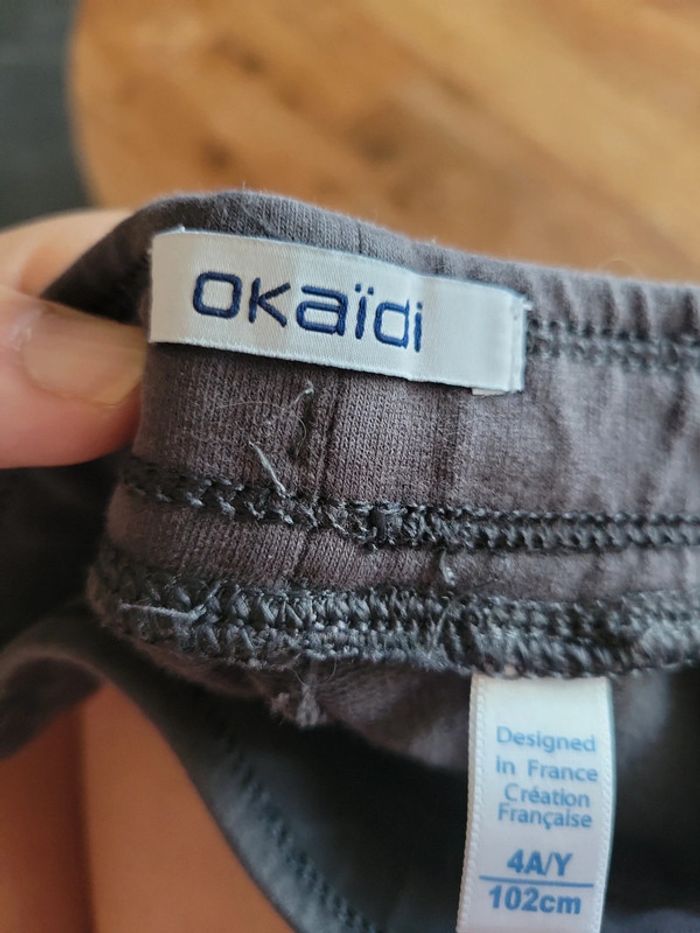 okaïdi
Designed
in France
Création
Française
4A/Y
102cm